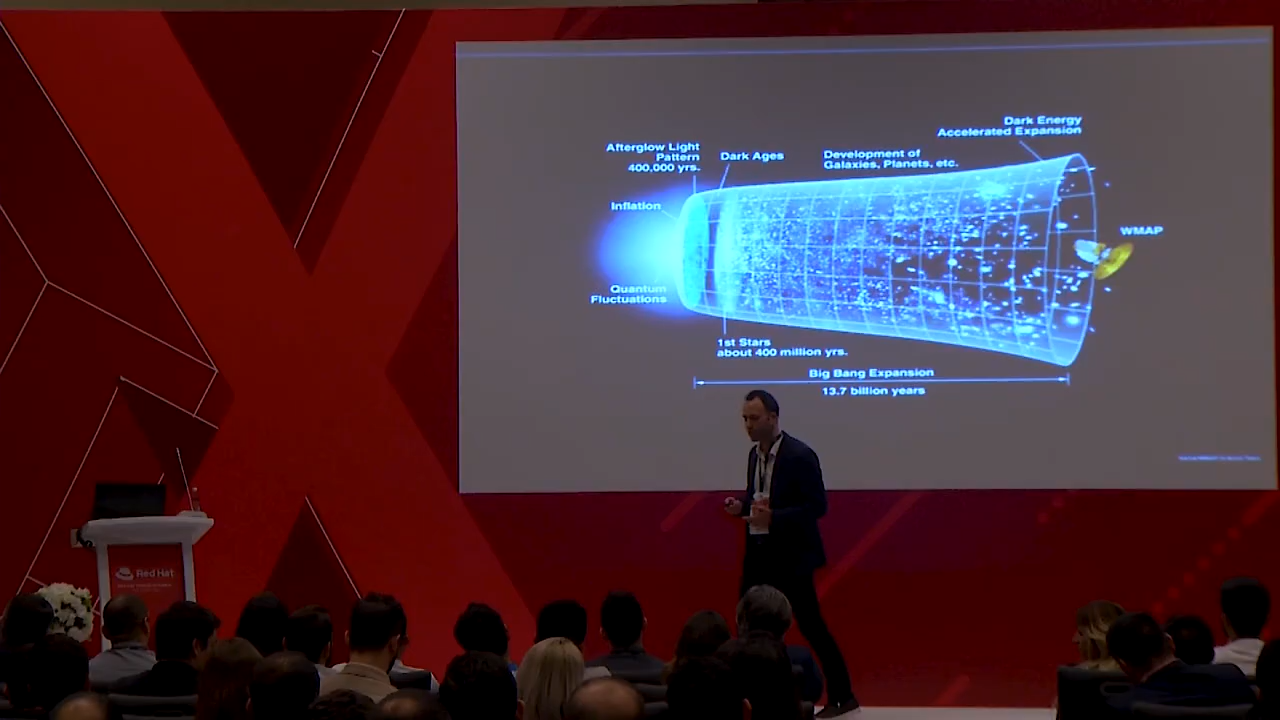 Dark Energy
Accelerated Expansion
Afterglow Light
Pattern
400,000 yrs.
Dark Ages
Development of
Galaxies, Planets, etc.
Inflation
WMAP
Quantum
Fluctuations
1st Stars
about 400 million yrs.
Big Bang Expansion
13.7 billion years
Red Hat